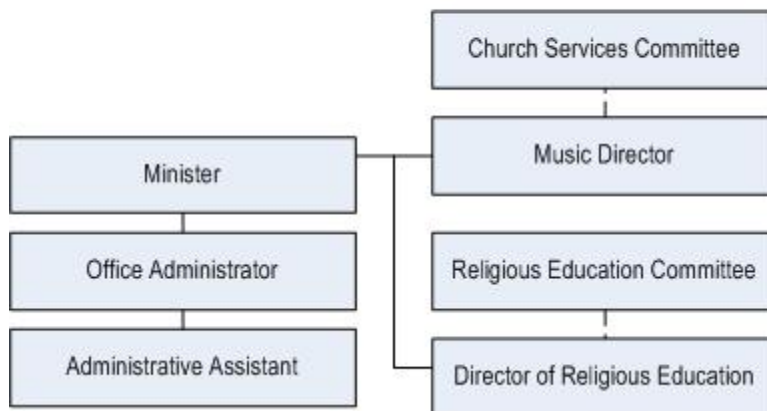 Church Services Committee
Music Director
Minister
Office Administrator
Religious Education Committee
Administrative Assistant
Director of Religious Education